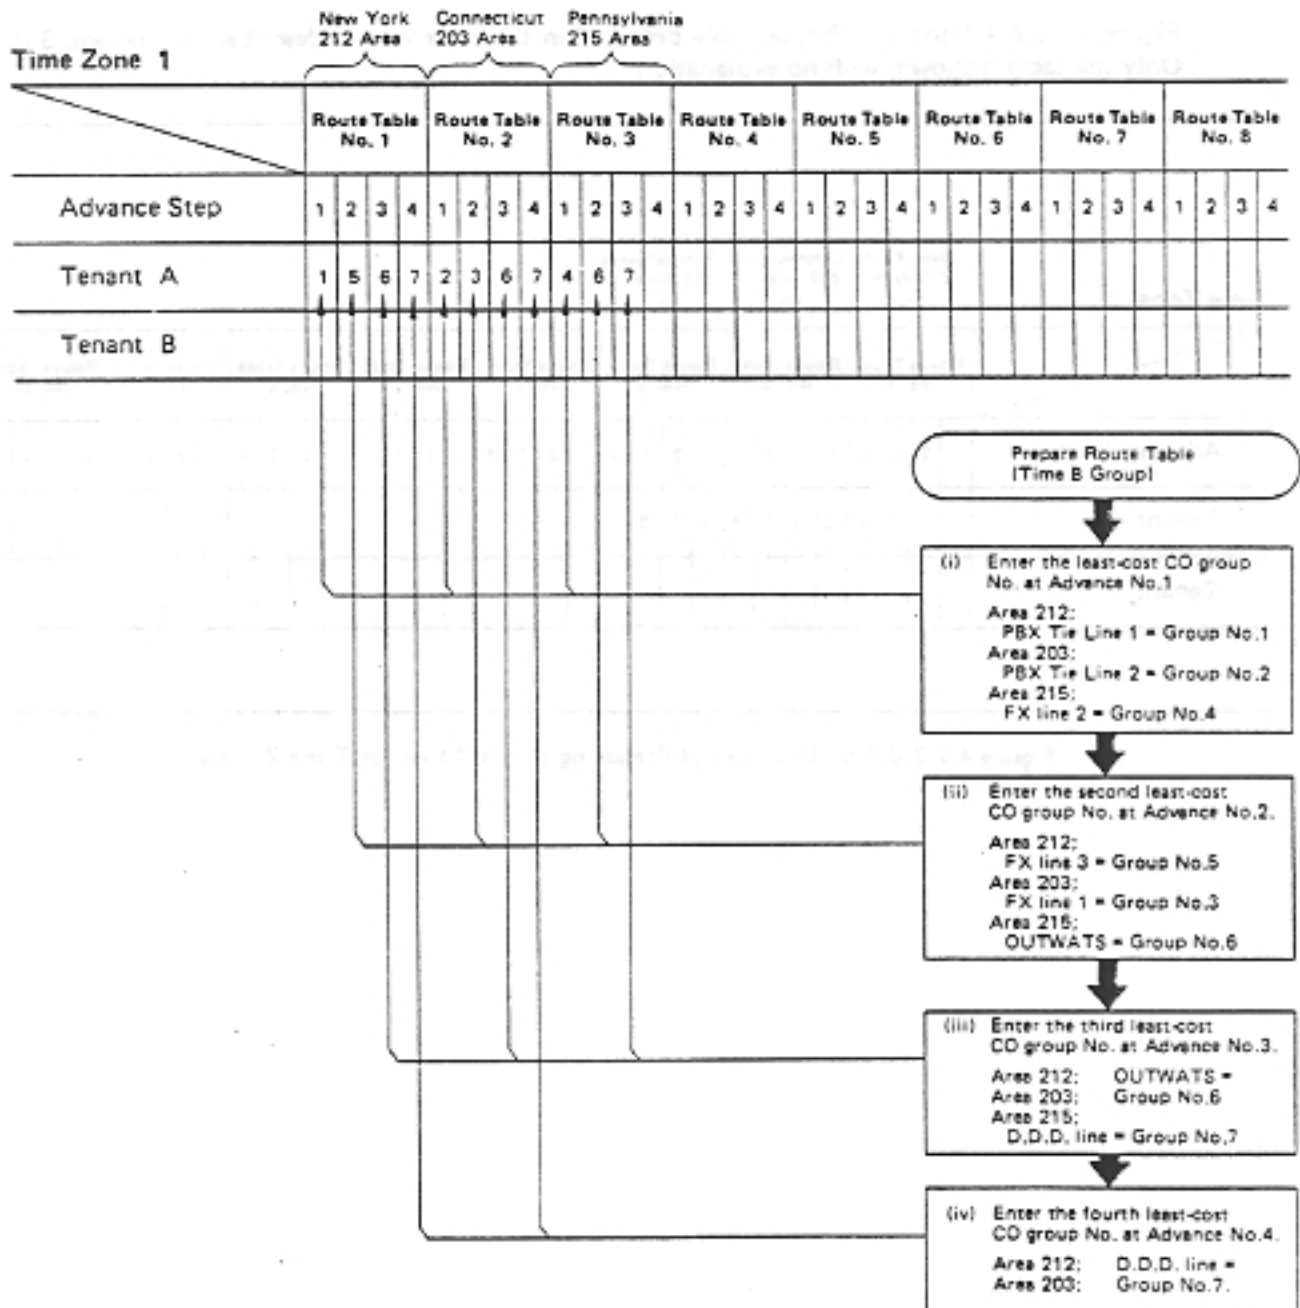 New York Connecticut Pennsylvania
212 Area 203 Area 215 Area
Time Zone 1
Route Table No. 1 Route Table No. 2 Route Table No. 3 Route Table No. 4 Route Table No. 5 Route Table No. 6 Route Table No. 7 Route Table No. 8
Advance Step 1 2 3 4 1 2 3 4 1 2 3 4 1 2 3 4 1 2 3 4 1 2 3 4 1 2 3 4 1 2 3 4
Tenant A 1 5 6 7 2 3 6 7 4 6 7
Tenant B
Prepare Route Table
(Time B Group)
(i) Enter the least-cost CO group
No. at Advance No.1
Area 212;
PBX Tie Line 1 = Group No.1
Area 203;
PBX Tie Line 2 = Group No.2
Area 215;
FX line 2 = Group No.4
(ii) Enter the second least-cost
CO group No. at Advance No.2.
Area 212;
FX line 3 = Group No.5
Area 203;
FX line 1 = Group No.3
Area 215;
OUTWATS = Group No.6
(iii) Enter the third least-cost
CO group No. at Advance No.3.
Area 212; OUTWATS =
Area 203; Group No.6
Area 215;
D.D.D. line = Group No.7
(iv) Enter the fourth least-cost
CO group No. at Advance No.4.
Area 212; D.D.D. line =
Area 203; Group No.7.